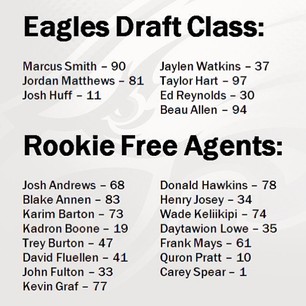 Eagles Draft Class:
Marcus Smith – 90
Jordan Matthews – 81
Josh Huff – 11
Jaylen Watkins – 37
Taylor Hart – 97
Ed Reynolds – 30
Beau Allen – 94
Rookie Free Agents:
Josh Andrews – 68
Blake Annen – 83
Karim Barton – 73
Kadron Boone – 19
Trey Burton – 47
David Fluellen – 41
John Fulton – 33
Kevin Graf – 77
Donald Hawkins – 78
Henry Josey – 34
Wade Keliikipi – 74
Daytawion Lowe – 35
Frank Mays – 61
Quron Pratt – 10
Carey Spear – 1